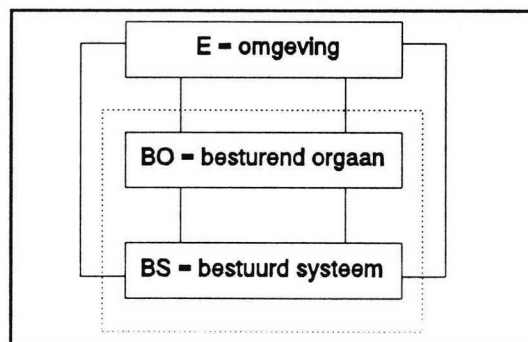 E = omgeving
BO = besturend orgaan
BS = bestuurd systeem